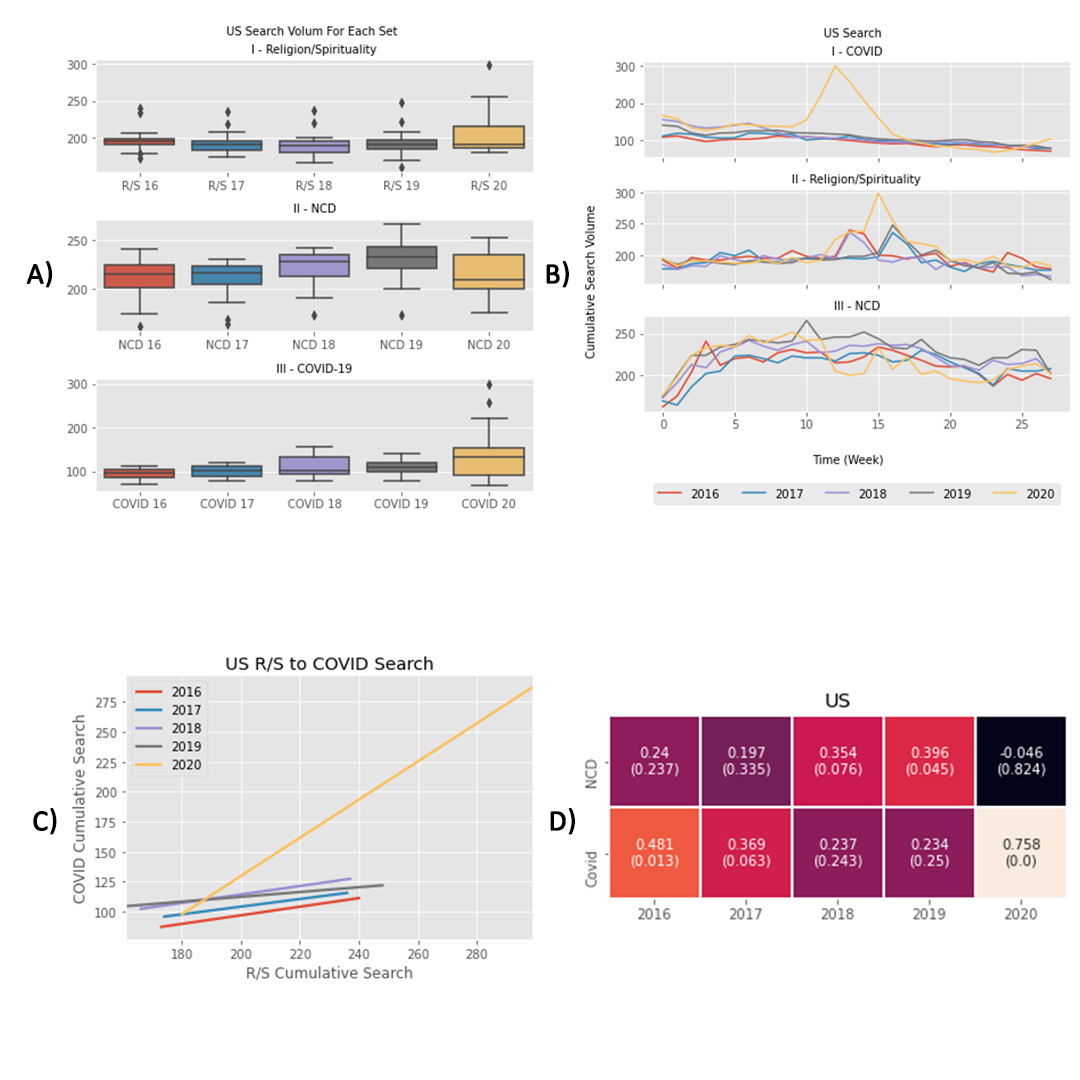 A)
US Search Volum For Each Set
I - Religion/Spirituality
300
250
200
R/S 16 R/S 17 R/S 18 R/S 19 R/S 20
II - NCD
250
200
NCD 16 NCD 17 NCD 18 NCD 19 NCD 20
III - COVID-19
300
200
100
COVID 16 COVID 17 COVID 18 COVID 19 COVID 20
B)
US Search
I - COVID
300
200
100
II - Religion/Spirituality
300
250
200
III - NCD
250
200
0 5 10 15 20 25
Cumulative Search Volume
Time (Week)
2016 2017 2018 2019 2020
C)
US R/S to COVID Search
2016
2017
2018
2019
2020
275
250
225
200
175
150
125
100
COVID Cumulative Search
180 200 220 240 260 280
R/S Cumulative Search
D)
US
NCD
0.24 0.197 0.354 0.396 -0.046
(0.237) (0.335) (0.076) (0.045) (0.824)
Covid
0.481 0.369 0.237 0.234 0.758
(0.013) (0.063) (0.243) (0.25) (0.0)
2016 2017 2018 2019 2020